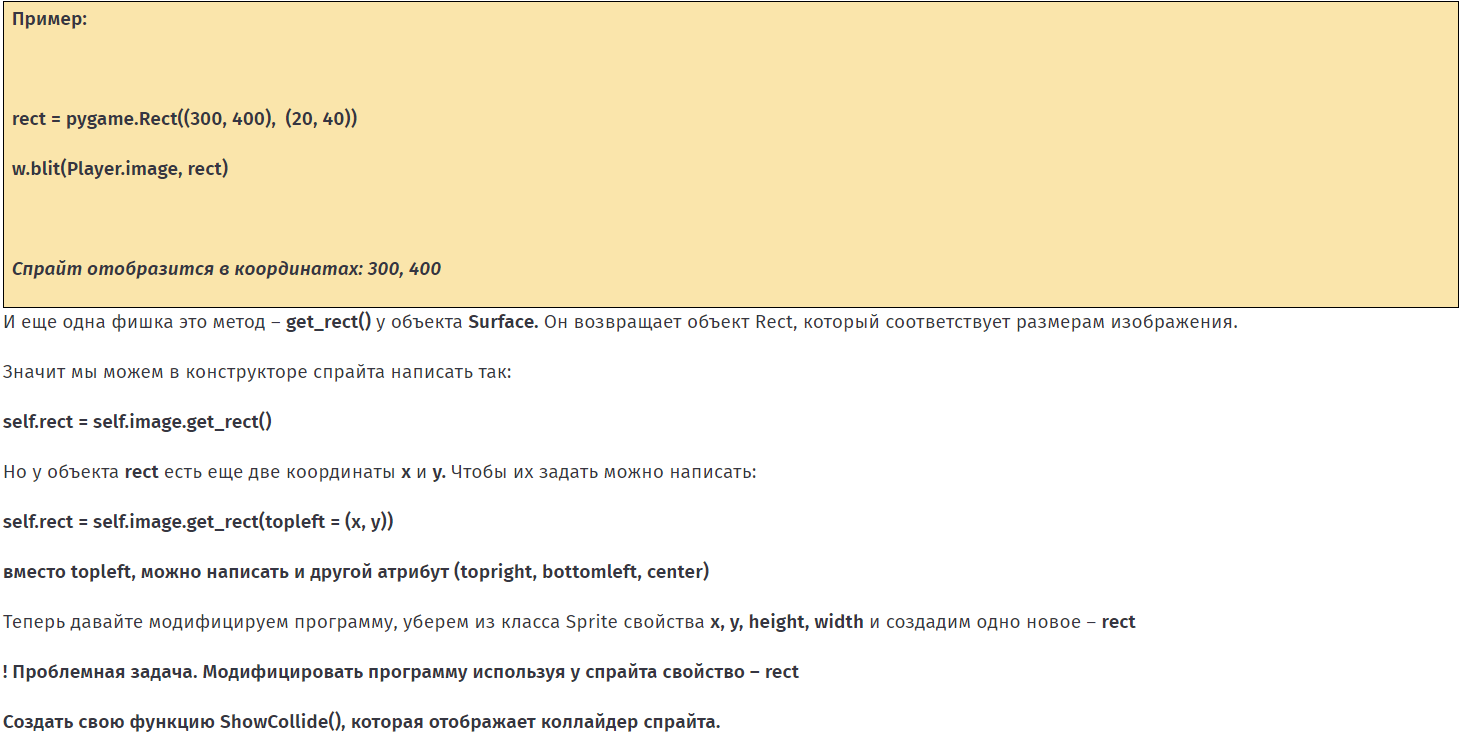 Пример:
rect = pygame.Rect((300, 400),  (20, 40))
w.blit(Player.image, rect)
Спрайт отобразится в координатах: 300, 400
И еще одна фишка это метод – get_rect() у объекта Surface. Он возвращает объект Rect, который соответствует размерам изображения.
Значит мы можем в конструкторе спрайта написать так:
self.rect = self.image.get_rect()
Но у объекта rect есть еще две координаты x и y. Чтобы их задать можно написать:
self.rect = self.image.get_rect(topleft = (x, y))
вместо topleft, можно написать и другой атрибут (topright, bottomleft, center)
Теперь давайте модифицируем программу, уберем из класса Sprite свойства x, y, height, width и создадим одно новое – rect
! Проблемная задача. Модифицировать программу используя у спрайта свойство – rect
Создать свою функцию ShowCollide(), которая отображает коллайдер спрайта.